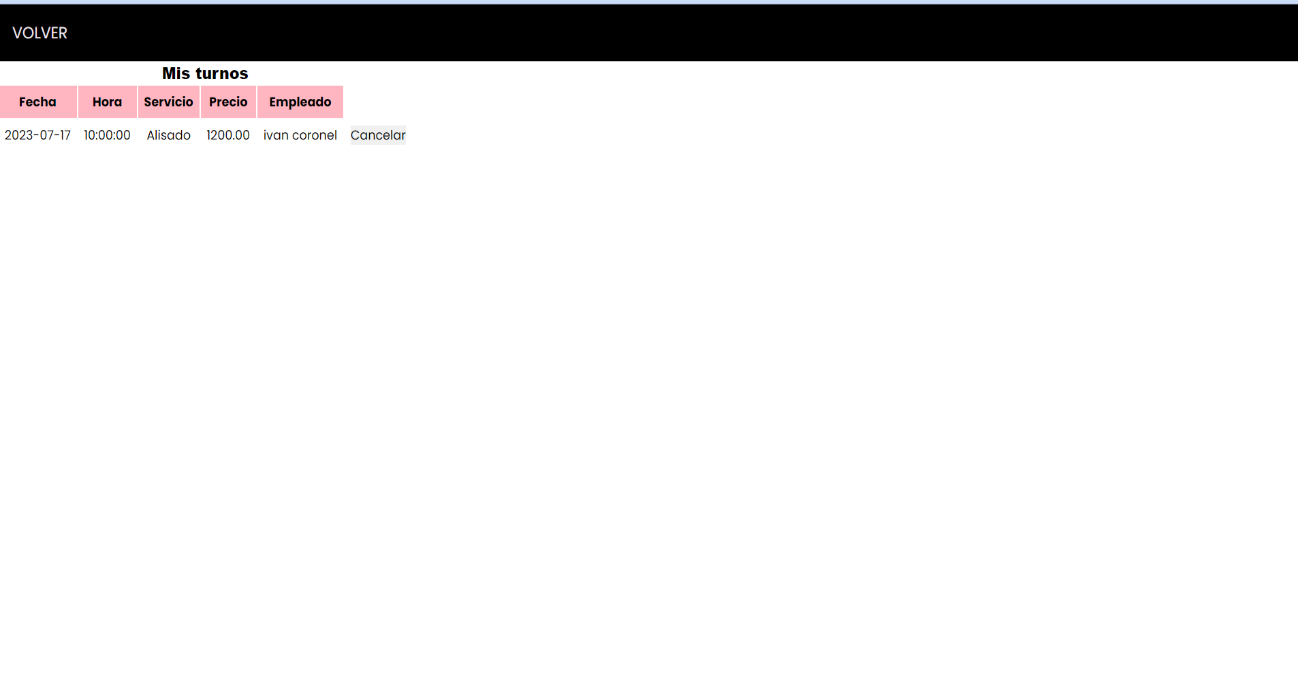 VOLVER
Mis turnos
Fecha Hora Servicio Precio Empleado
2023-07-17 10:00:00 Alisado 1200.00 ivan coronel Cancelar